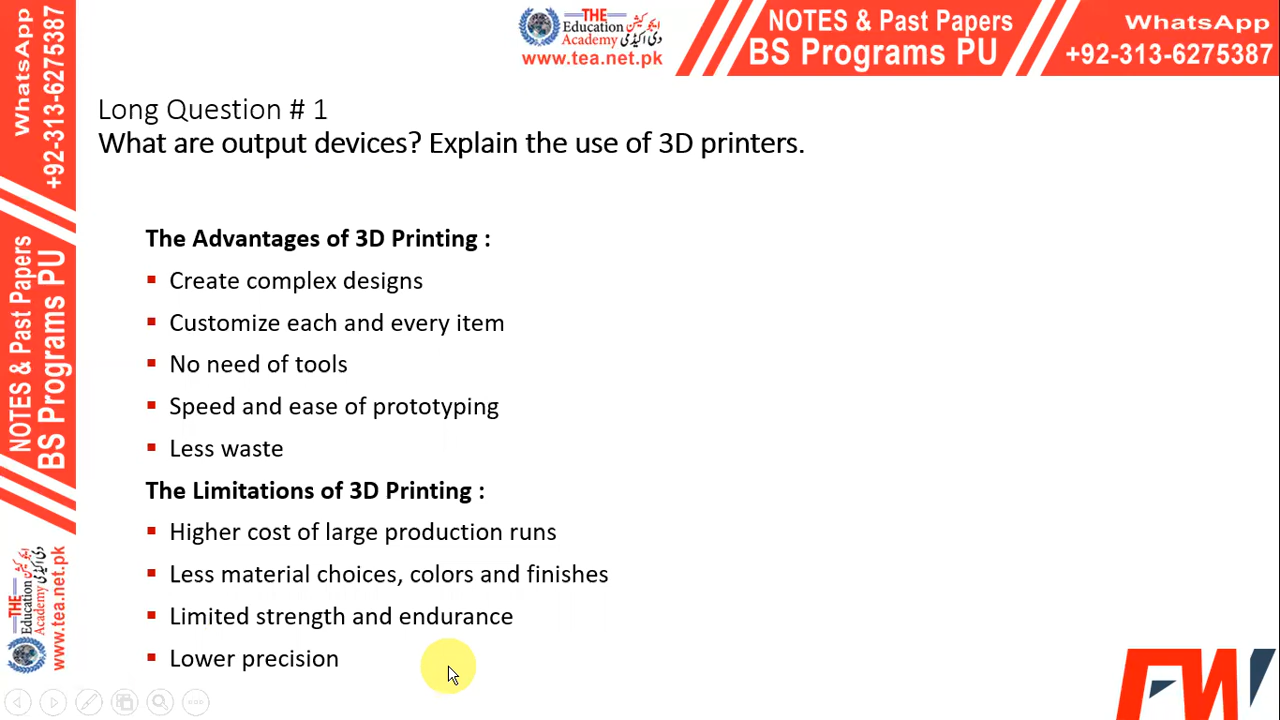 THE
Education
Academy
ایجوکیشن
دی اکیڈمی
www.tea.net.pk
NOTES & Past Papers
BS Programs PU
WhatsApp
+92-313-6275387
WhatsApp
+92-313-6275387
NOTES & Past Papers
BS Programs PU
THE
Education
Academy
ایجوکیشن
دی اکیڈمی
www.tea.net.pk
Long Question # 1
What are output devices? Explain the use of 3D printers.
The Advantages of 3D Printing :
▪ Create complex designs
▪ Customize each and every item
▪ No need of tools
▪ Speed and ease of prototyping
▪ Less waste
The Limitations of 3D Printing :
▪ Higher cost of large production runs
▪ Less material choices, colors and finishes
▪ Limited strength and endurance
▪ Lower precision
FW